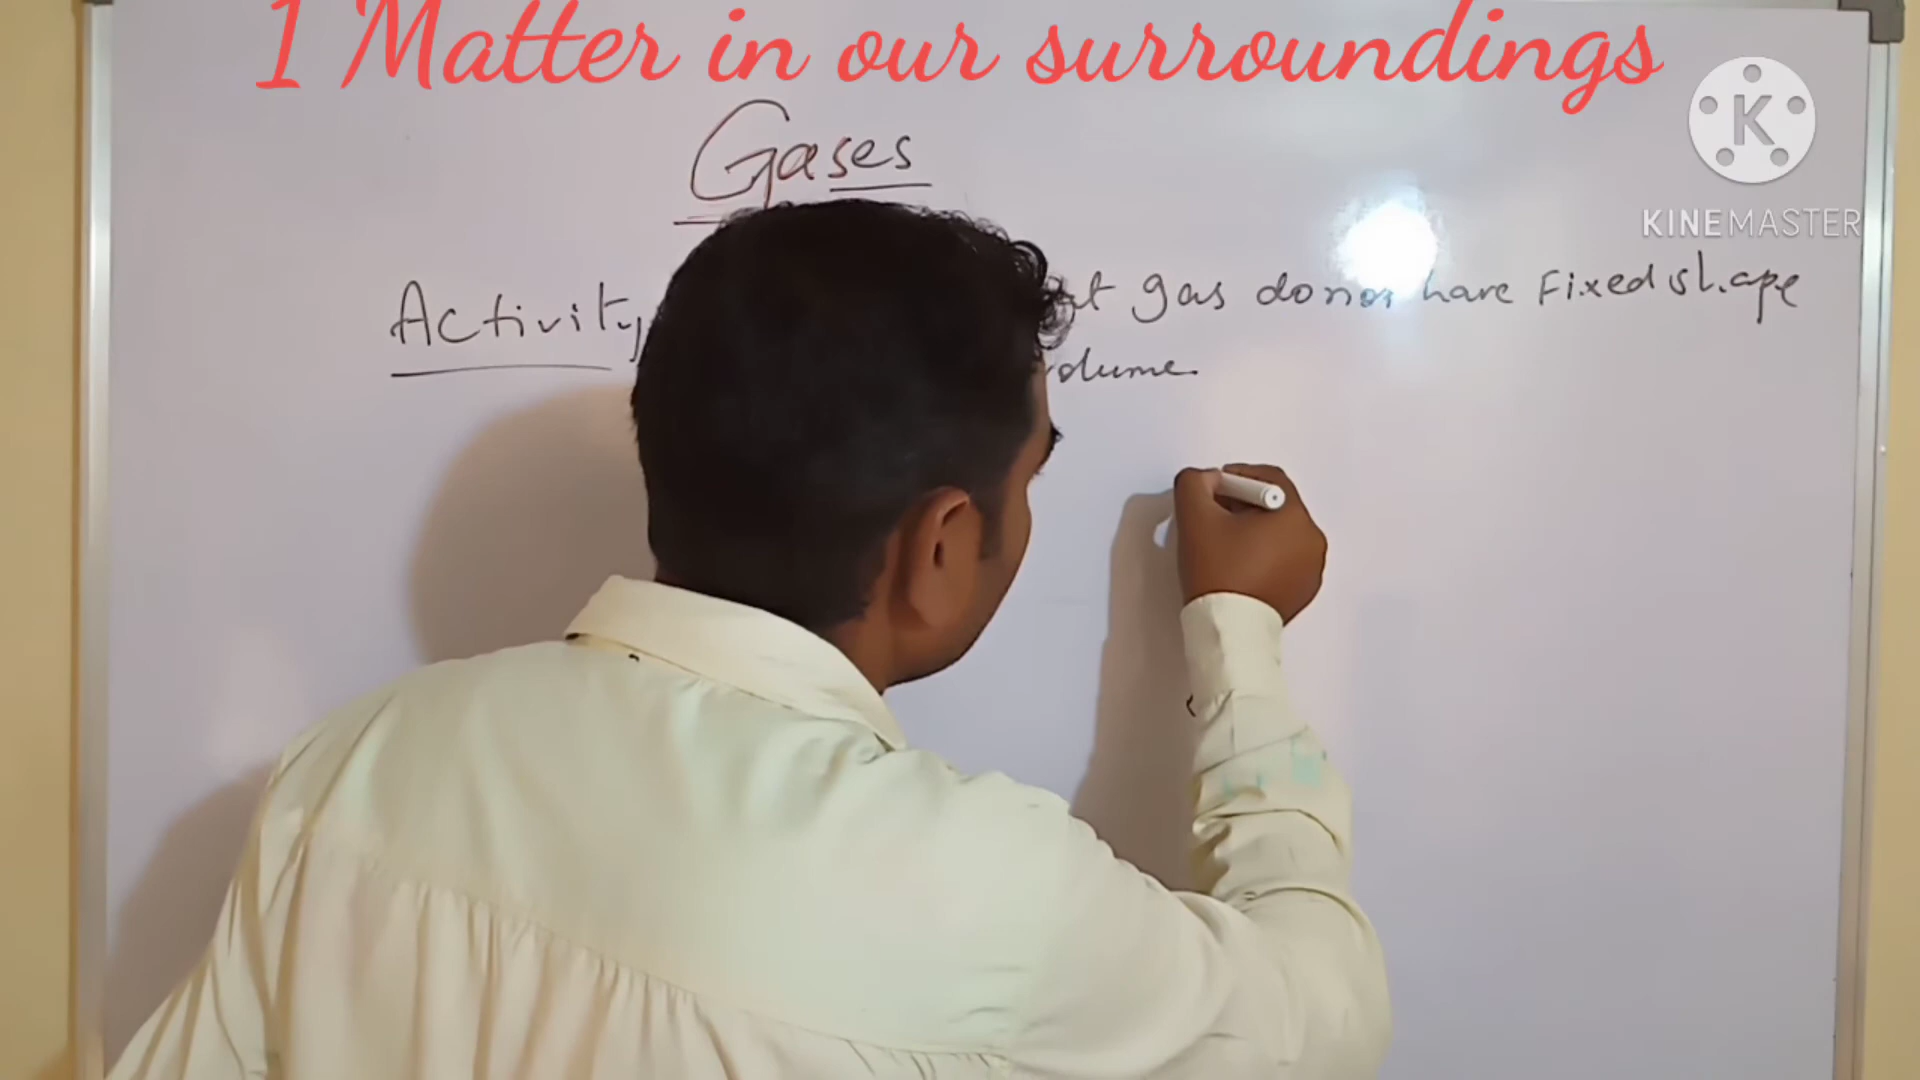 1 Matter in our surroundings
KINEMASTER
Gases
Activity gas do not have Fixed shape
volume.